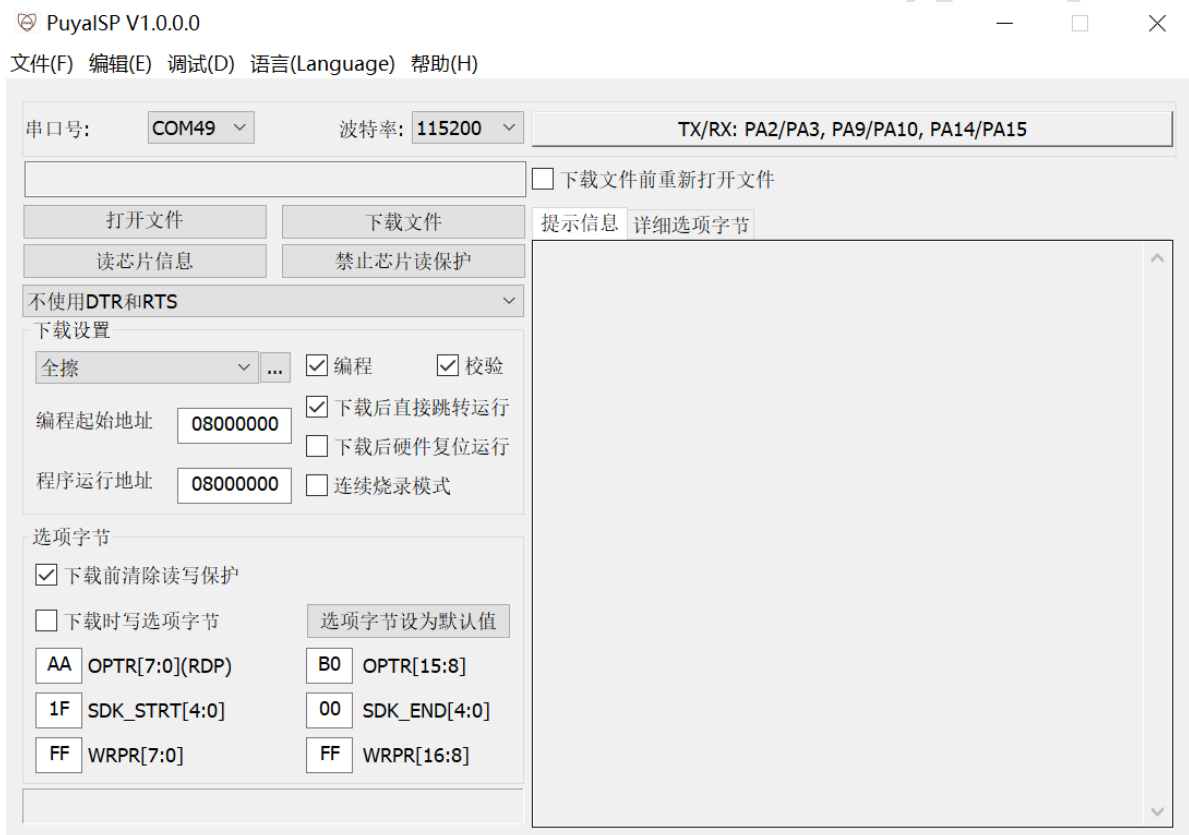 PuyaISP V1.0.0.0
文件(F) 编辑(E) 调试(D) 语言(Language) 帮助(H)
串口号: COM49 波特率: 115200 TX/RX: PA2/PA3, PA9/PA10, PA14/PA15
下载文件前重新打开文件
打开文件 下载文件 提示信息 详细选项字节
读芯片信息 禁止芯片读保护
不使用DTR和RTS
下载设置
全擦 ... 编程 校验
编程起始地址 08000000 下载后直接跳转运行
下载后硬件复位运行
程序运行地址 08000000 连续烧录模式
选项字节
下载前清除读写保护
下载时写选项字节 选项字节设为默认值
AA OPTR[7:0](RDP) B0 OPTR[15:8]
1F SDK_STRT[4:0] 00 SDK_END[4:0]
FF WRPR[7:0] FF WRPR[16:8]